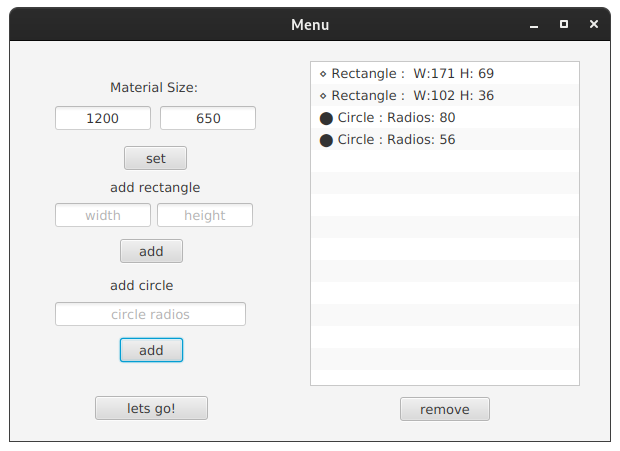 Menu
Material Size:
1200 650
set
add rectangle
width height
add
add circle
circle radios
add
lets go!
⋄ Rectangle :  W:171 H: 69
⋄ Rectangle :  W:102 H: 36
⬤ Circle : Radios: 80
⬤ Circle : Radios: 56
remove